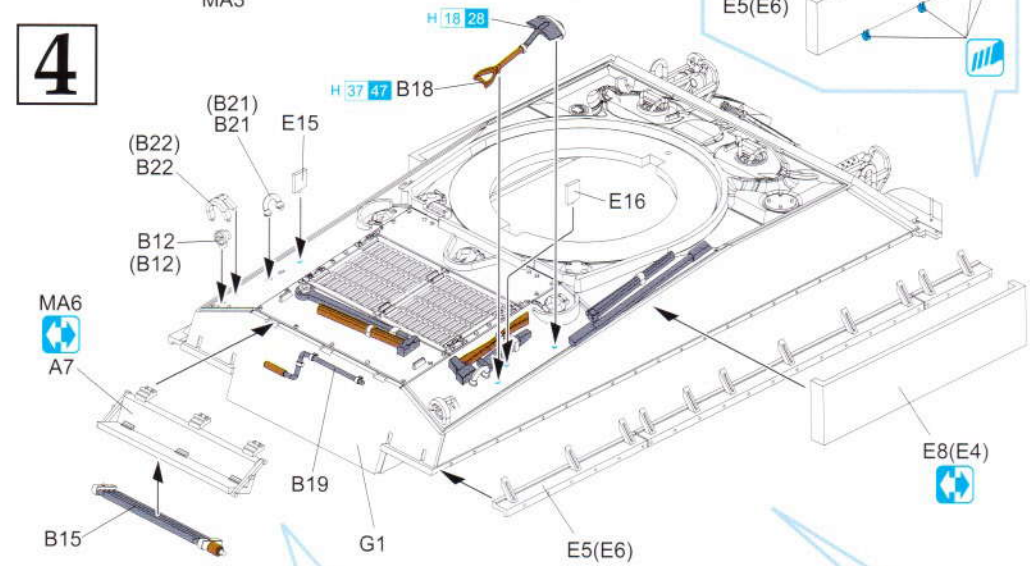 MA5
4
H 18 28
E5(E6)
H 37 47 B18
(B21)
B21
E15
(B22)
B22
E16
B12
(B12)
MA6
A7
B19
E8(E4)
B15
G1
E5(E6)